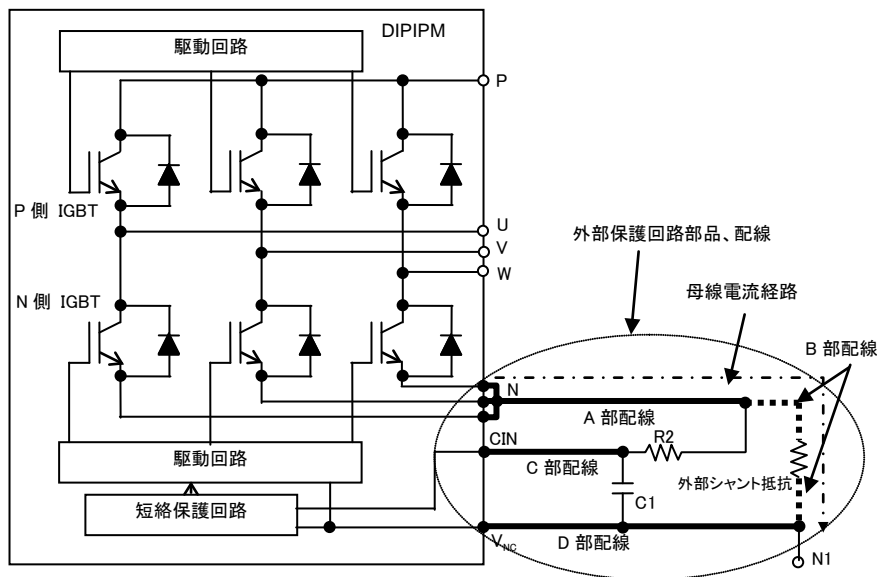 DIPIPM
駆動回路
P
P 側 IGBT
U
V
W
外部保護回路部品、配線
母線電流経路
N 側 IGBT
B 部配線
N
A 部配線
CIN
R2
駆動回路
C 部配線
外部シャント抵抗
C1
短絡保護回路
VNC
D 部配線
N1